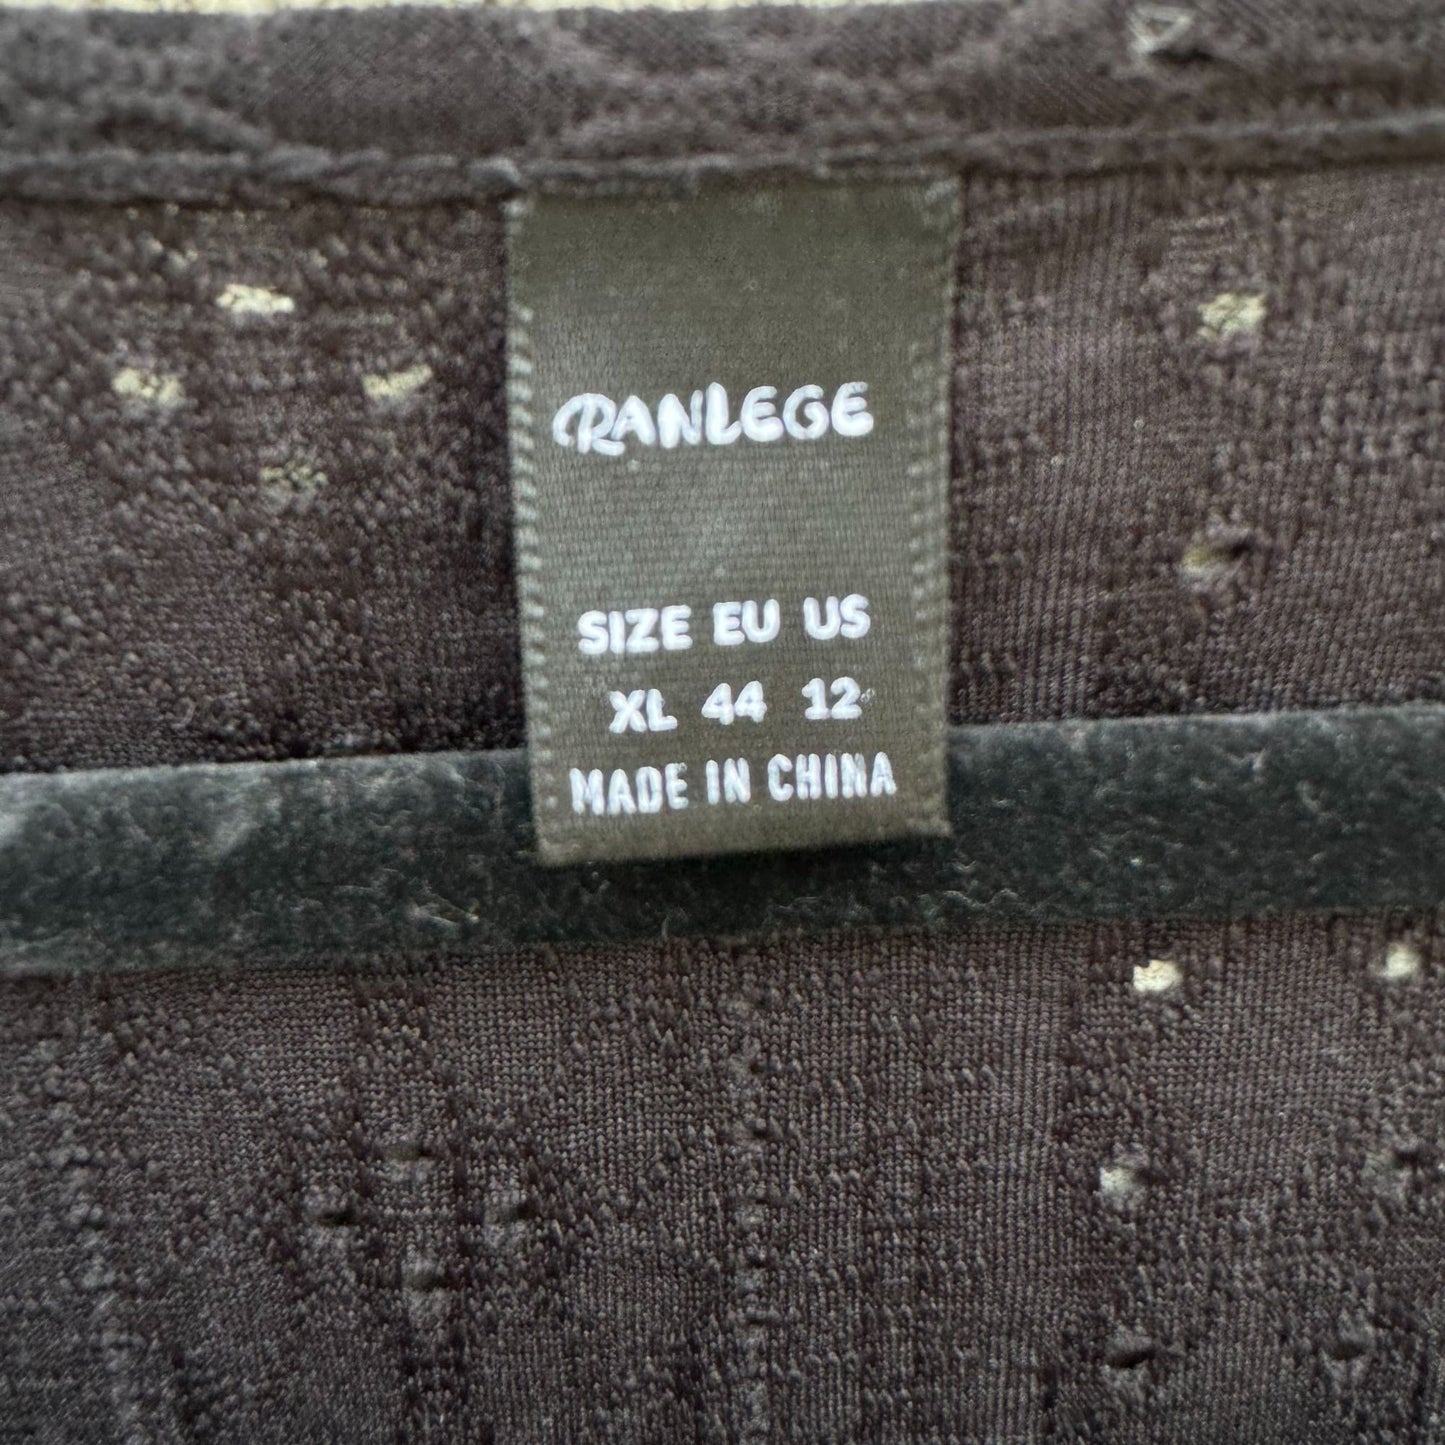 RANLEGE
SIZE EU US
XL 44 12
MADE IN CHINA